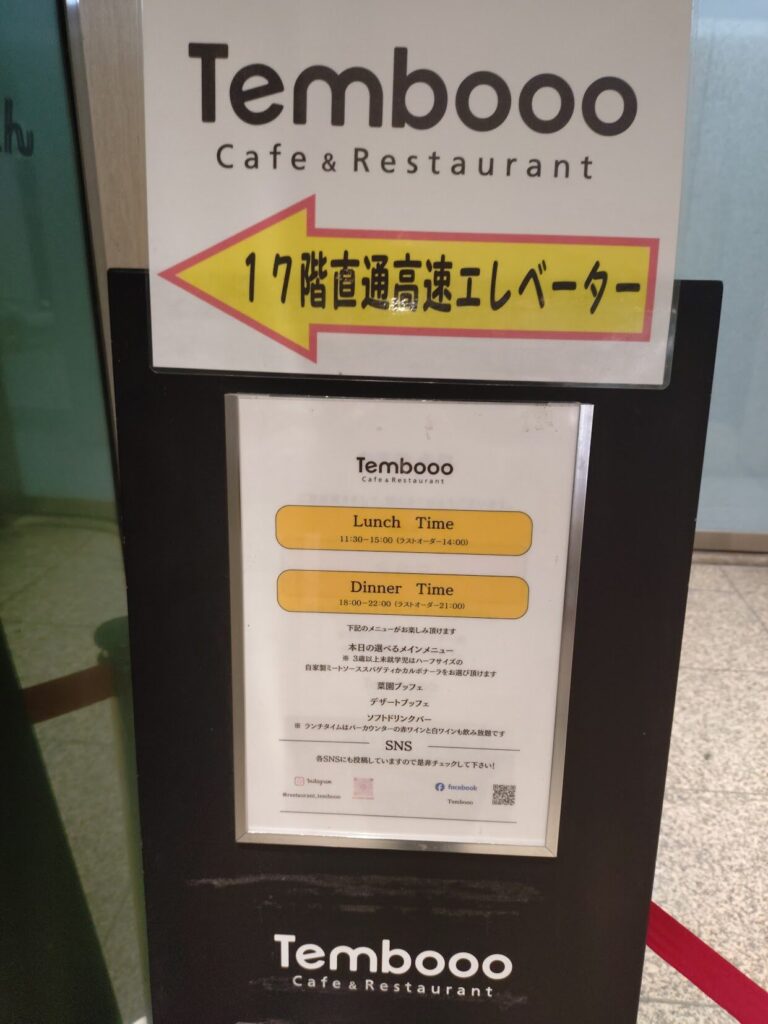 Tembooo
Cafe & Restaurant
17階直通高速エレベーター
Tembooo
Cafe & Restaurant
Lunch Time
11:30-15:00 (ラストオーダー14:00)
Dinner Time
18:00-22:00 (ラストオーダー21:00)
下記のメニューがお楽しみ頂けます
本日の選べるメインメニュー
※ 3歳以上未就学児はハーフサイズの
自家製ミートソーススパゲティかカルボナーラをお選び頂けます
菜園ブッフェ
デザートブッフェ
ソフトドリンクバー
※ ランチタイムはバーカウンターの赤ワインと白ワインも飲み放題です
SNS
各SNSにも投稿していますので是非チェックして下さい!
Instagram
@restaurant_tembooo
facebook
Tembooo
Tembooo
Cafe & Restaurant